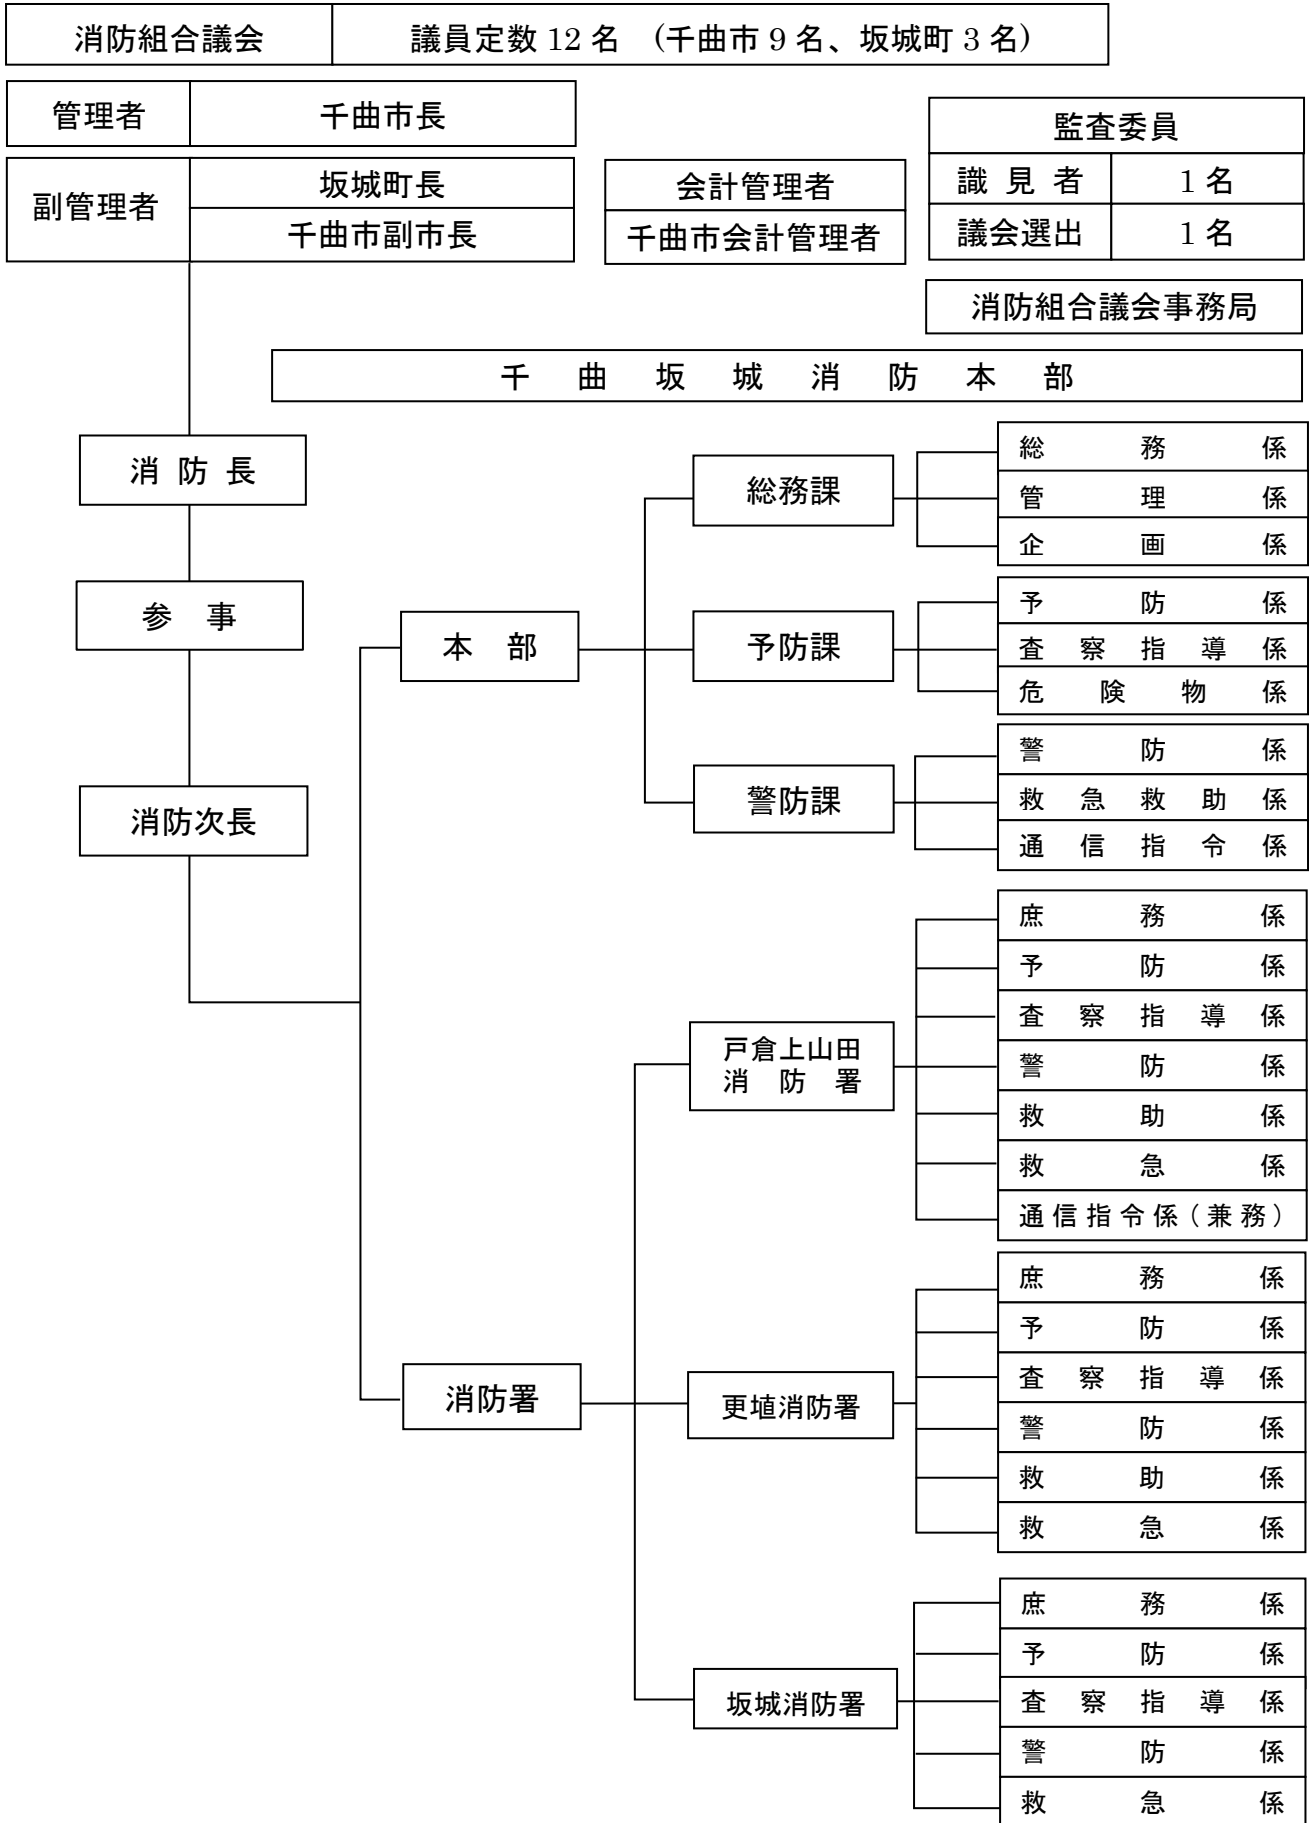 消防組合議会 議員定数 12 名 (千曲市 9 名、坂城町 3 名)
管理者 千曲市長
副管理者
坂城町長
千曲市副市長
会計管理者
千曲市会計管理者
監査委員
識見者 1 名
議会選出 1 名
消防組合議会事務局
千曲坂城消防本部
消防長
参事
消防次長
本部
総務課
総務係
管理係
企画係
予防課
予防係
査察指導係
危険物係
警防課
警防係
救急救助係
通信指令係
消防署
戸倉上山田
消防署
庶務係
予防係
査察指導係
警防係
救助係
救急係
通信指令係(兼務)
更埴消防署
庶務係
予防係
査察指導係
警防係
救助係
救急係
坂城消防署
庶務係
予防係
査察指導係
警防係
救急係